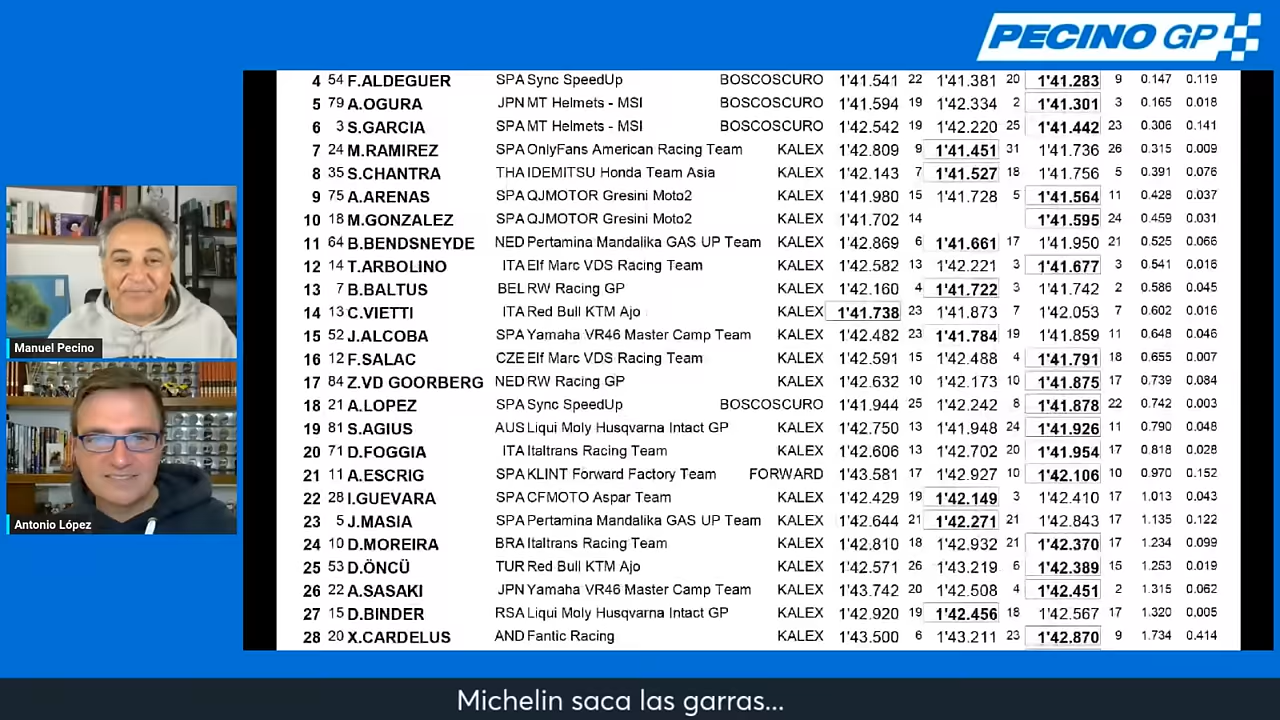 PECINO GP
4 54 F.ALDEGUER SPA Sync SpeedUp BOSCOSCURO 1'41.541 22 1'41.381 20 1'41.283 9 0.147 0.119
5 79 A.OGURA JPN MT Helmets - MSI BOSCOSCURO 1'41.594 19 1'42.334 2 1'41.301 3 0.165 0.018
6 3 S.GARCIA SPA MT Helmets - MSI BOSCOSCURO 1'42.542 19 1'42.220 25 1'41.442 23 0.306 0.141
7 24 M.RAMIREZ SPA OnlyFans American Racing Team KALEX 1'42.809 9 1'41.451 31 1'41.736 26 0.315 0.009
8 35 S.CHANTRA THA IDEMITSU Honda Team Asia KALEX 1'42.143 7 1'41.527 18 1'41.756 5 0.391 0.076
9 75 A.ARENAS SPA QJMOTOR Gresini Moto2 KALEX 1'41.980 15 1'41.728 5 1'41.564 11 0.428 0.037
10 18 M.GONZALEZ SPA QJMOTOR Gresini Moto2 KALEX 1'41.702 14 1'41.595 24 0.459 0.031
11 64 B.BENDSNEYDE NED Pertamina Mandalika GAS UP Team KALEX 1'42.869 6 1'41.661 17 1'41.950 21 0.525 0.066
12 14 T.ARBOLINO ITA Elf Marc VDS Racing Team KALEX 1'42.582 13 1'42.221 3 1'41.677 3 0.541 0.016
13 7 B.BALTUS BEL RW Racing GP KALEX 1'42.160 4 1'41.722 3 1'41.742 2 0.586 0.045
14 13 C.VIETTI ITA Red Bull KTM Ajo KALEX 1'41.738 23 1'41.873 7 1'42.053 7 0.602 0.016
15 52 J.ALCOBA SPA Yamaha VR46 Master Camp Team KALEX 1'42.482 23 1'41.784 19 1'41.859 11 0.648 0.046
16 12 F.SALAC CZE Elf Marc VDS Racing Team KALEX 1'42.591 15 1'42.488 4 1'41.791 18 0.655 0.007
17 84 Z.VD GOORBERG NED RW Racing GP KALEX 1'42.632 10 1'42.173 10 1'41.875 17 0.739 0.084
18 21 A.LOPEZ SPA Sync SpeedUp BOSCOSCURO 1'41.944 25 1'42.242 8 1'41.878 22 0.742 0.003
19 81 S.AGIUS AUS Liqui Moly Husqvarna Intact GP KALEX 1'42.750 13 1'41.948 24 1'41.926 11 0.790 0.048
20 71 D.FOGGIA ITA Italtrans Racing Team KALEX 1'42.606 13 1'42.702 20 1'41.954 17 0.818 0.028
21 11 A.ESCRIG SPA KLINT Forward Factory Team FORWARD 1'43.581 17 1'42.927 10 1'42.106 10 0.970 0.152
22 28 I.GUEVARA SPA CFMOTO Aspar Team KALEX 1'42.429 19 1'42.149 3 1'42.410 17 1.013 0.043
23 5 J.MASIA SPA Pertamina Mandalika GAS UP Team KALEX 1'42.644 21 1'42.271 21 1'42.843 17 1.135 0.122
24 10 D.MOREIRA BRA Italtrans Racing Team KALEX 1'42.810 18 1'42.932 21 1'42.370 17 1.234 0.099
25 53 D.ÖNCÜ TUR Red Bull KTM Ajo KALEX 1'42.571 26 1'43.219 6 1'42.389 15 1.253 0.019
26 22 A.SASAKI JPN Yamaha VR46 Master Camp Team KALEX 1'43.742 20 1'42.508 4 1'42.451 2 1.315 0.062
27 15 D.BINDER RSA Liqui Moly Husqvarna Intact GP KALEX 1'42.920 19 1'42.456 18 1'42.567 17 1.320 0.005
28 20 X.CARDELUS AND Fantic Racing KALEX 1'43.500 6 1'43.211 23 1'42.870 9 1.734 0.414
Manuel Pecino
Antonio López
Michelin saca las garras...